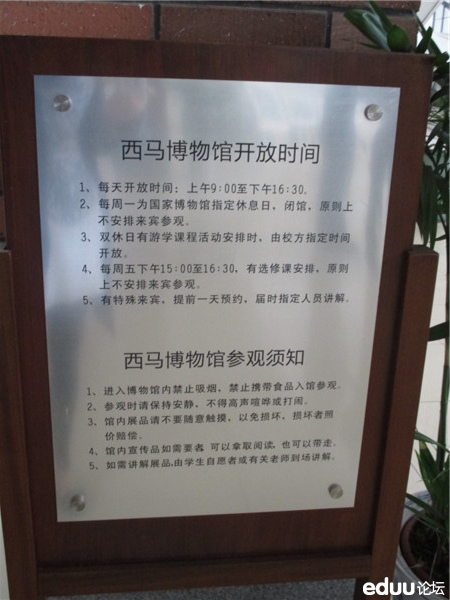 西马博物馆开放时间
1、每天开放时间：上午9:00至下午16:30。
2、每周一为国家博物馆指定休息日，闭馆，原则上
不安排来宾参观。
3、双休日有游学课程活动安排时，由校方指定时间
开放。
4、每周五下午15:00至16:30，有选修课安排，原则
上不安排来宾参观。
5、有特殊来宾，提前一天预约，届时指定人员讲解。
西马博物馆参观须知
1、进入博物馆内禁止吸烟，禁止携带食品入馆参观。
2、参观时请保持安静、不得高声喧哗或打闹。
3、馆内展品请不要随意触摸，以免损坏、损坏者照
价赔偿。
4、馆内宣传品如需要者，可以拿取阅读，也可以带走。
5、如需讲解展品，由学生自愿者或有关老师到场讲解。
eduu论坛